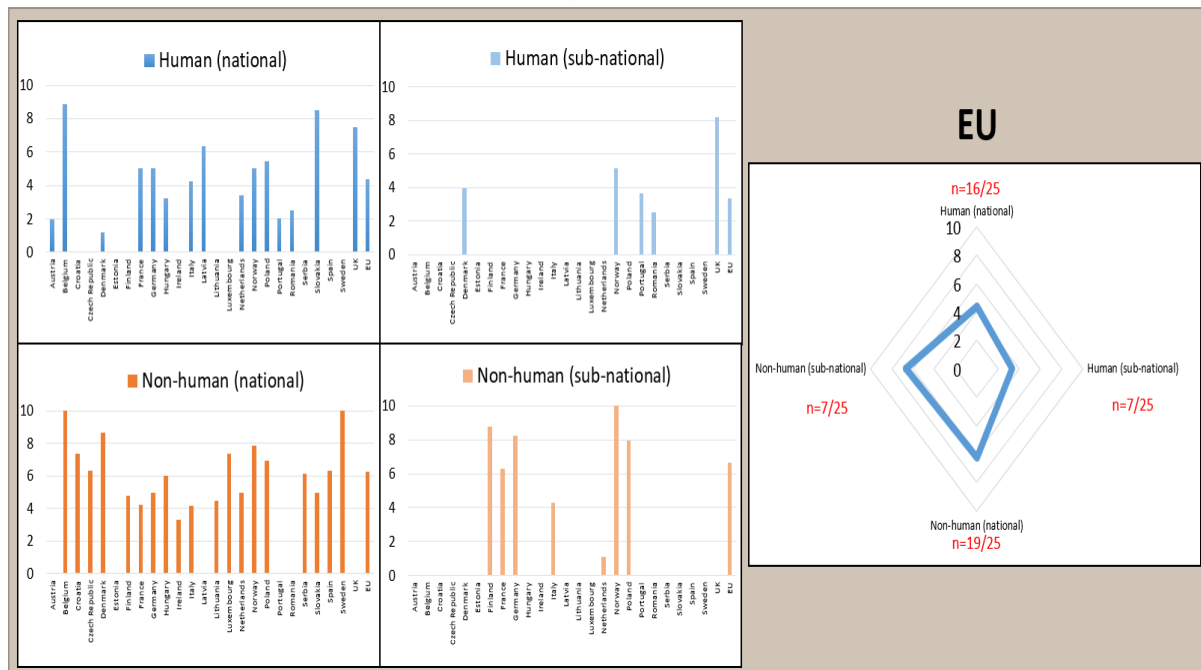 Human (national)
10
8
6
4
2
0
Austria
Belgium
Croatia
Czech Republic
Denmark
Estonia
Finland
France
Germany
Hungary
Ireland
Italy
Latvia
Lithuania
Luxembourg
Netherlands
Norway
Poland
Portugal
Romania
Serbia
Slovakia
Spain
Sweden
UK
EU
Human (sub-national)
10
8
6
4
2
0
Austria
Belgium
Croatia
Czech Republic
Denmark
Estonia
Finland
France
Germany
Hungary
Ireland
Italy
Latvia
Lithuania
Luxembourg
Netherlands
Norway
Poland
Portugal
Romania
Serbia
Slovakia
Spain
Sweden
UK
EU
Non-human (national)
10
8
6
4
2
0
Austria
Belgium
Croatia
Czech Republic
Denmark
Estonia
Finland
France
Germany
Hungary
Ireland
Italy
Latvia
Lithuania
Luxembourg
Netherlands
Norway
Poland
Portugal
Romania
Serbia
Slovakia
Spain
Sweden
UK
EU
Non-human (sub-national)
10
8
6
4
2
0
Austria
Belgium
Croatia
Czech Republic
Denmark
Estonia
Finland
France
Germany
Hungary
Ireland
Italy
Latvia
Lithuania
Luxembourg
Netherlands
Norway
Poland
Portugal
Romania
Serbia
Slovakia
Spain
Sweden
UK
EU
EU
n=16/25
Human (national)
10
8
6
4
2
0
Non-human (sub-national)
n=7/25
Human (sub-national)
n=7/25
Non-human (national)
n=19/25